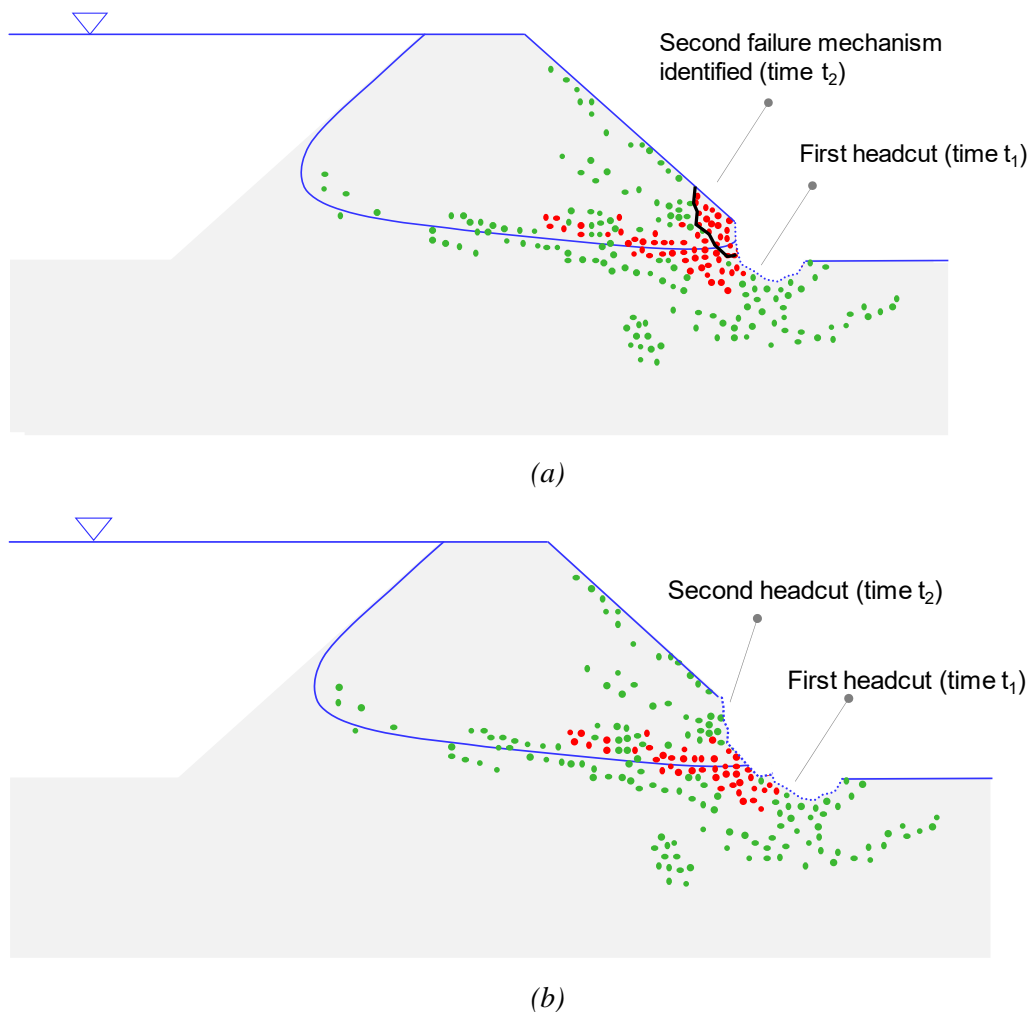 Second failure mechanism
identified (time t₂)
First headcut (time t₁)
(a)
Second headcut (time t₂)
First headcut (time t₁)
(b)